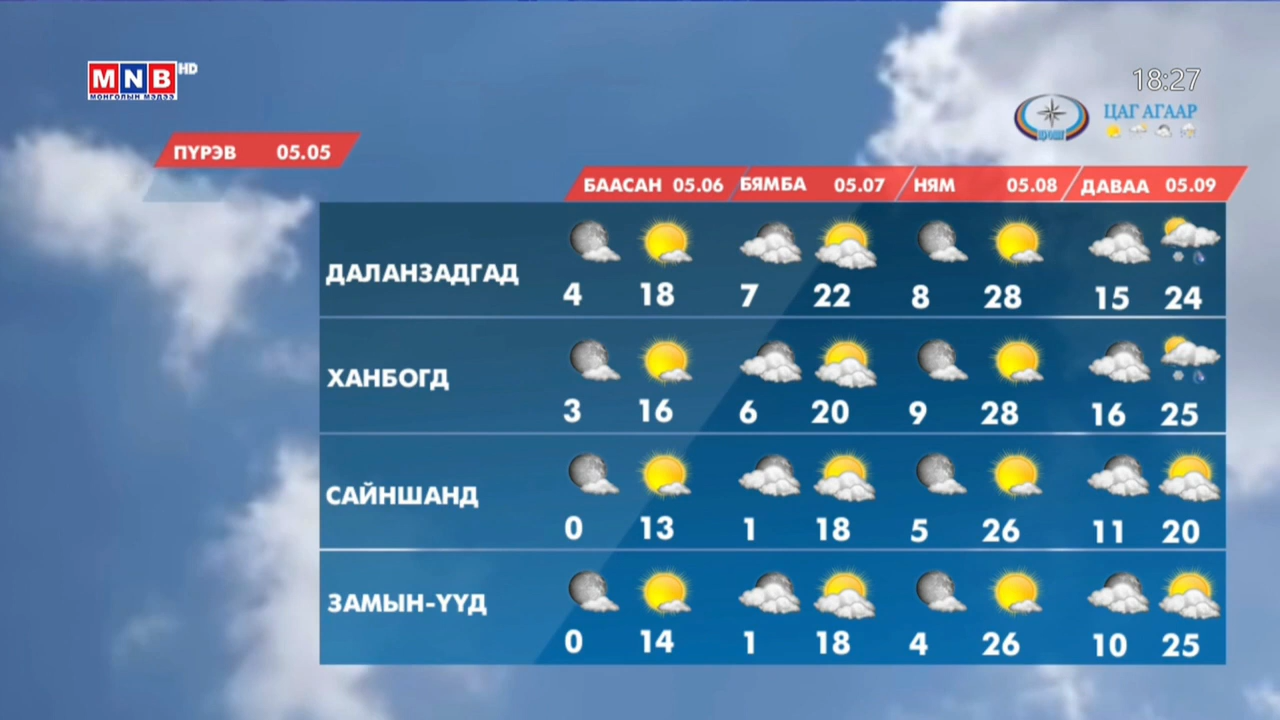 MNB HD
МОНГОЛЫН МЭДЭЭ
18:27
ЦАГ АГААР
ПҮРЭВ 05.05
БААСАН 05.06 БЯМБА 05.07 НЯМ 05.08 ДАВАА 05.09
ДАЛАНЗАДГАД 4 18 7 22 8 28 15 24
ХАНБОГД 3 16 6 20 9 28 16 25
САЙНШАНД 0 13 1 18 5 26 11 20
ЗАМЫН-ҮҮД 0 14 1 18 4 26 10 25